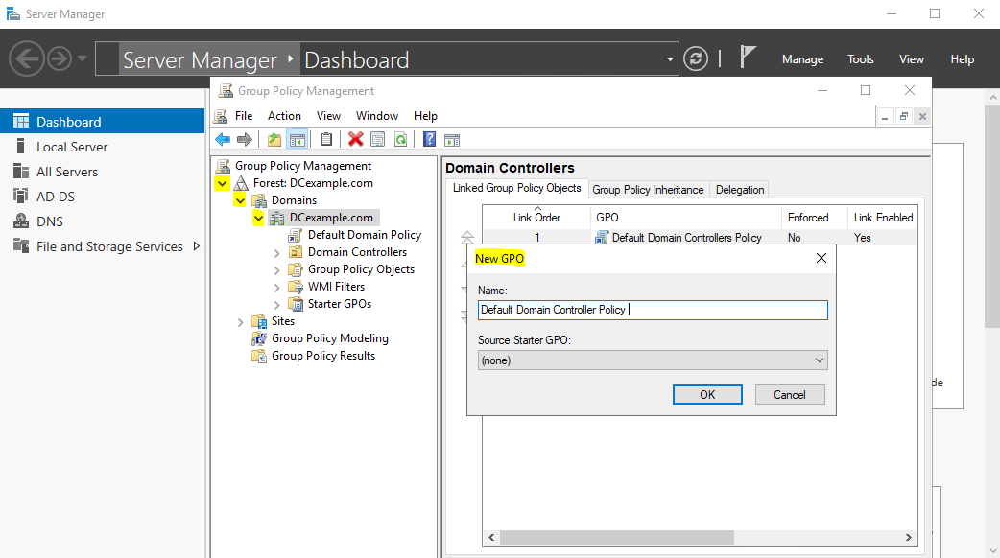 Server Manager
Server Manager Dashboard
Manage Tools View Help
Group Policy Management
File Action View Window Help
Dashboard
Local Server
All Servers
AD DS
DNS
File and Storage Services
Group Policy Management
Forest: DCexample.com
Domains
DCexample.com
Default Domain Policy
Domain Controllers
Group Policy Objects
WMI Filters
Starter GPOs
Sites
Group Policy Modeling
Group Policy Results
Domain Controllers
Linked Group Policy Objects Group Policy Inheritance Delegation
Link Order GPO Enforced Link Enabled
1 Default Domain Controllers Policy No Yes
New GPO
Name:
Default Domain Controller Policy
Source Starter GPO:
(none)
OK Cancel
de